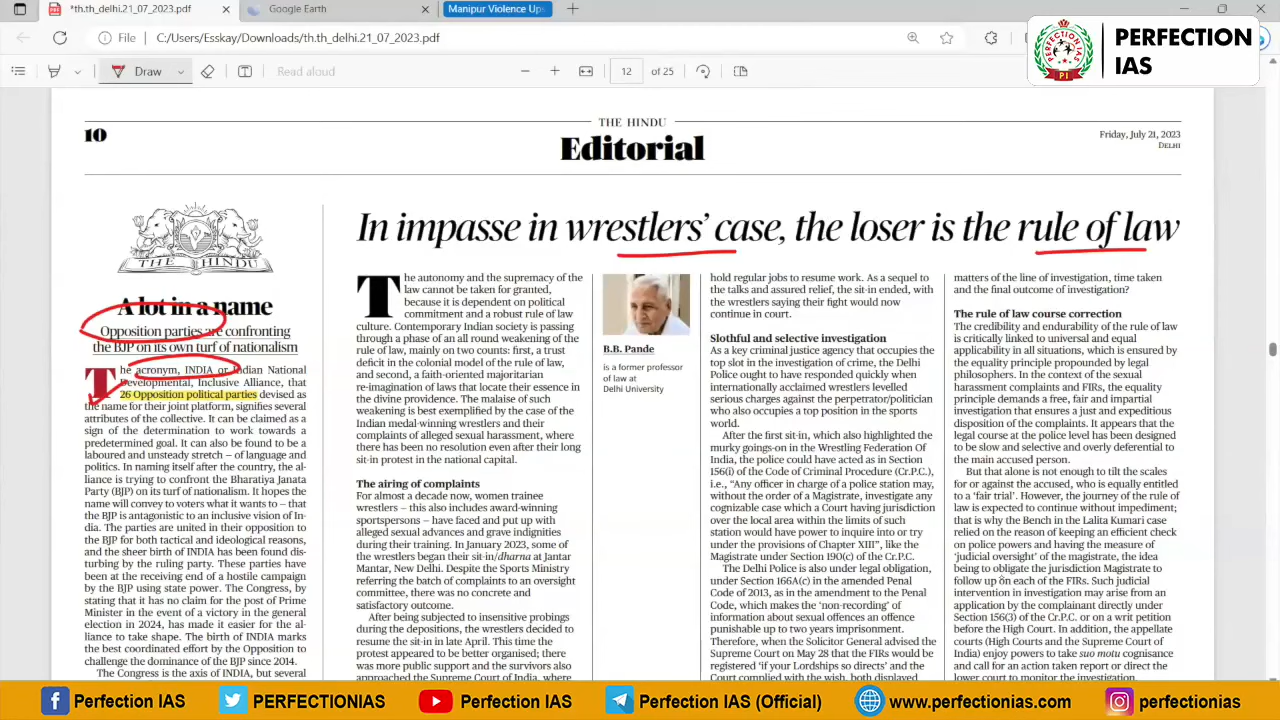 *th.th_delhi.21_07_2023.pdf
Google Earth
Manipur Violence Ups
File
C:/Users/Esskay/Downloads/th.th_delhi.21_07_2023.pdf
Draw
Read aloud
12 of 25
PERFECTION
IAS
10
THE HINDU
Editorial
Friday, July 21, 2023
DELHI
THE HINDU
A lot in a name
Opposition parties are confronting
the BJP on its own turf of nationalism
The acronym, INDIA or Indian National
Developmental, Inclusive Alliance, that
26 Opposition political parties devised as
the name for their joint platform, signifies several
attributes of the collective. It can be claimed as a
sign of the determination to work towards a
predetermined goal. It can also be found to be a
laboured and unsteady stretch – of language and
politics. In naming itself after the country, the al-
liance is trying to confront the Bharatiya Janata
Party (BJP) on its turf of nationalism. It hopes the
name will convey to voters what it wants to – that
the BJP is antagonistic to an inclusive vision of In-
dia. The parties are united in their opposition to
the BJP for both tactical and ideological reasons,
and the sheer birth of INDIA has been found dis-
turbing by the ruling party. These parties have
been at the receiving end of a hostile campaign
by the BJP using state power. The Congress, by
stating that it has no claim for the post of Prime
Minister in the event of a victory in the general
election in 2024, has made it easier for the al-
liance to take shape. The birth of INDIA marks
the best coordinated effort by the Opposition to
challenge the dominance of the BJP since 2014.
The Congress is the axis of INDIA, but several
In impasse in wrestlers’ case, the loser is the rule of law
The autonomy and the supremacy of the
law cannot be taken for granted,
because it is dependent on political
commitment and a robust rule of law
culture. Contemporary Indian society is passing
through a phase of an all round weakening of the
rule of law, mainly on two counts: first, a trust
deficit in the colonial model of the rule of law,
and second, a faith-oriented majoritarian
re-imagination of laws that locate their essence in
the divine providence. The malaise of such
weakening is best exemplified by the case of the
Indian medal-winning wrestlers and their
complaints of alleged sexual harassment, where
there has been no resolution even after their long
sit-in protest in the national capital.
The airing of complaints
For almost a decade now, women trainee
wrestlers – this also includes award-winning
sportspersons – have faced and put up with
alleged sexual advances and grave indignities
during their training. In January 2023, some of
the wrestlers began their sit-in/dharna at Jantar
Mantar, New Delhi. Despite the Sports Ministry
referring the batch of complaints to an oversight
committee, there was no concrete and
satisfactory outcome.
After being subjected to insensitive probings
during the depositions, the wrestlers decided to
resume the sit-in in late April. This time the
protest appeared to be better organised; there
was more public support and the survivors also
approached the Supreme Court of India, where
B.B. Pande
is a former professor
of law at
Delhi University
hold regular jobs to resume work. As a sequel to
the talks and assured relief, the sit-in ended, with
the wrestlers saying their fight would now
continue in court.
Slothful and selective investigation
As a key criminal justice agency that occupies the
top slot in the investigation of crime, the Delhi
Police ought to have responded quickly when
internationally acclaimed wrestlers levelled
serious charges against the perpetrator/politician
who also occupies a top position in the sports
world.
After the first sit-in, which also highlighted the
murky goings-on in the Wrestling Federation Of
India, the police could have acted as in Section
156(i) of the Code of Criminal Procedure (Cr.P.C.),
i.e., “Any officer in charge of a police station may,
without the order of a Magistrate, investigate any
cognizable case which a Court having jurisdiction
over the local area within the limits of such
station would have power to inquire into or try
under the provisions of Chapter XIII”, like the
Magistrate under Section 190(c) of the Cr.P.C.
The Delhi Police is also under legal obligation,
under Section 166A(c) in the amended Penal
Code of 2013, as in the amendment to the Penal
Code, which makes the ‘non-recording’ of
information about sexual offences an offence
punishable up to two years imprisonment.
Therefore, when the Solicitor General advised the
Supreme Court on May 28 that the FIRs would be
registered ‘if your Lordships so directs’ and the
Court complied with the wish, both displayed
matters of the line of investigation, time taken
and the final outcome of investigation?
The rule of law course correction
The credibility and endurability of the rule of law
is critically linked to universal and equal
applicability in all situations, which is ensured by
the equality principle propounded by legal
philosophers. In the context of the sexual
harassment complaints and FIRs, the equality
principle demands a free, fair and impartial
investigation that ensures a just and expeditious
disposition of the complaints. It appears that the
legal course at the police level has been designed
to be slow and selective and overly deferential to
the main accused person.
But that alone is not enough to tilt the scales
for or against the accused, who is equally entitled
to a ‘fair trial’. However, the journey of the rule of
law is expected to continue without impediment;
that is why the Bench in the Lalita Kumari case
relied on the reason of keeping an efficient check
on police powers and having the measure of
‘judicial oversight’ of the magistrate, the idea
being to obligate the jurisdiction Magistrate to
follow up on each of the FIRs. Such judicial
intervention in investigation may arise from an
application by the complainant directly under
Section 156(3) of the Cr.P.C. or on a writ petition
before the High Court. In addition, the appellate
courts (High Courts and the Supreme Court of
India) enjoy powers to take suo motu cognisance
and call for an action taken report or direct the
lower court to monitor the investigation.
Perfection IAS
PERFECTIONIAS
Perfection IAS
Perfection IAS (Official)
www.perfectionias.com
perfectionias